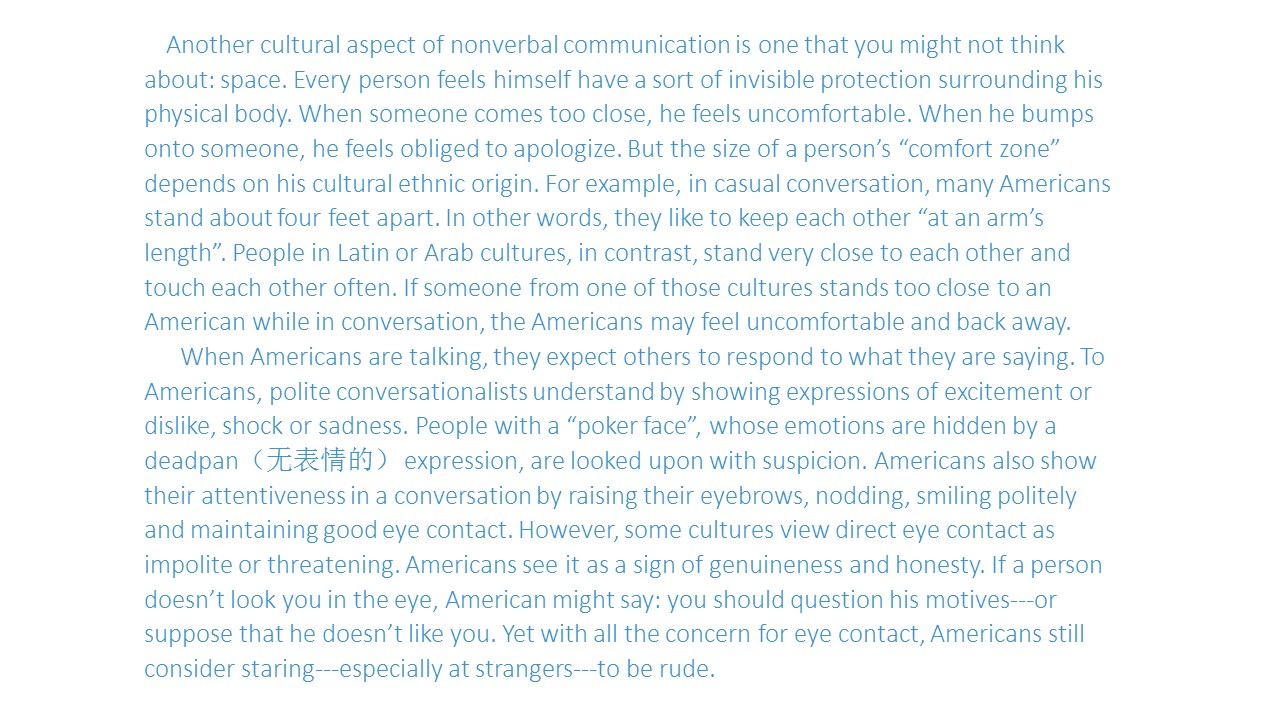 Another cultural aspect of nonverbal communication is one that you might not think
about: space. Every person feels himself have a sort of invisible protection surrounding his
physical body. When someone comes too close, he feels uncomfortable. When he bumps
onto someone, he feels obliged to apologize. But the size of a person’s “comfort zone”
depends on his cultural ethnic origin. For example, in casual conversation, many Americans
stand about four feet apart. In other words, they like to keep each other “at an arm’s
length”. People in Latin or Arab cultures, in contrast, stand very close to each other and
touch each other often. If someone from one of those cultures stands too close to an
American while in conversation, the Americans may feel uncomfortable and back away.
When Americans are talking, they expect others to respond to what they are saying. To
Americans, polite conversationalists understand by showing expressions of excitement or
dislike, shock or sadness. People with a “poker face”, whose emotions are hidden by a
deadpan（无表情的） expression, are looked upon with suspicion. Americans also show
their attentiveness in a conversation by raising their eyebrows, nodding, smiling politely
and maintaining good eye contact. However, some cultures view direct eye contact as
impolite or threatening. Americans see it as a sign of genuineness and honesty. If a person
doesn’t look you in the eye, American might say: you should question his motives---or
suppose that he doesn’t like you. Yet with all the concern for eye contact, Americans still
consider staring---especially at strangers---to be rude.